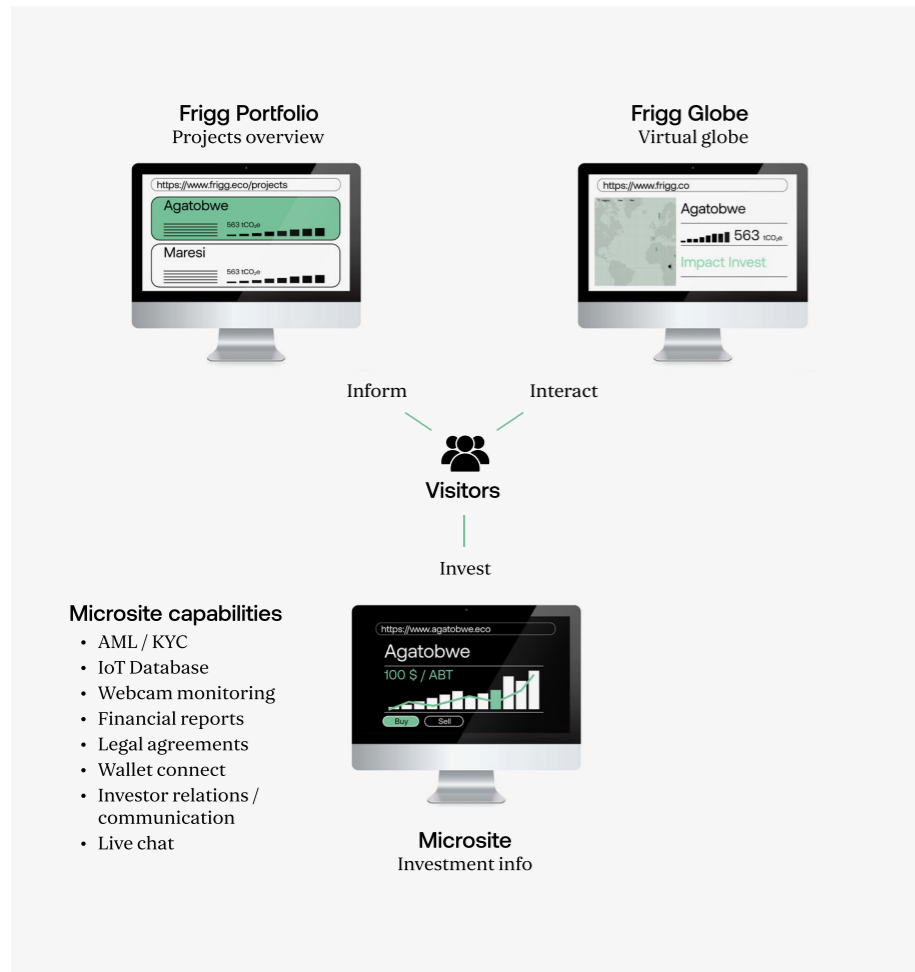 Frigg Portfolio
Projects overview
https://www.frigg.eco/projects
Agatobwe
563 tCO₂e
Maresi
563 tCO₂e
Frigg Globe
Virtual globe
https://www.frigg.co
Agatobwe
563 tCO₂e
Impact Invest
Inform
Interact
Visitors
Invest
Microsite capabilities
• AML / KYC
• IoT Database
• Webcam monitoring
• Financial reports
• Legal agreements
• Wallet connect
• Investor relations /
communication
• Live chat
https://www.agatobwe.eco
Agatobwe
100 $ / ABT
Buy
Sell
Microsite
Investment info